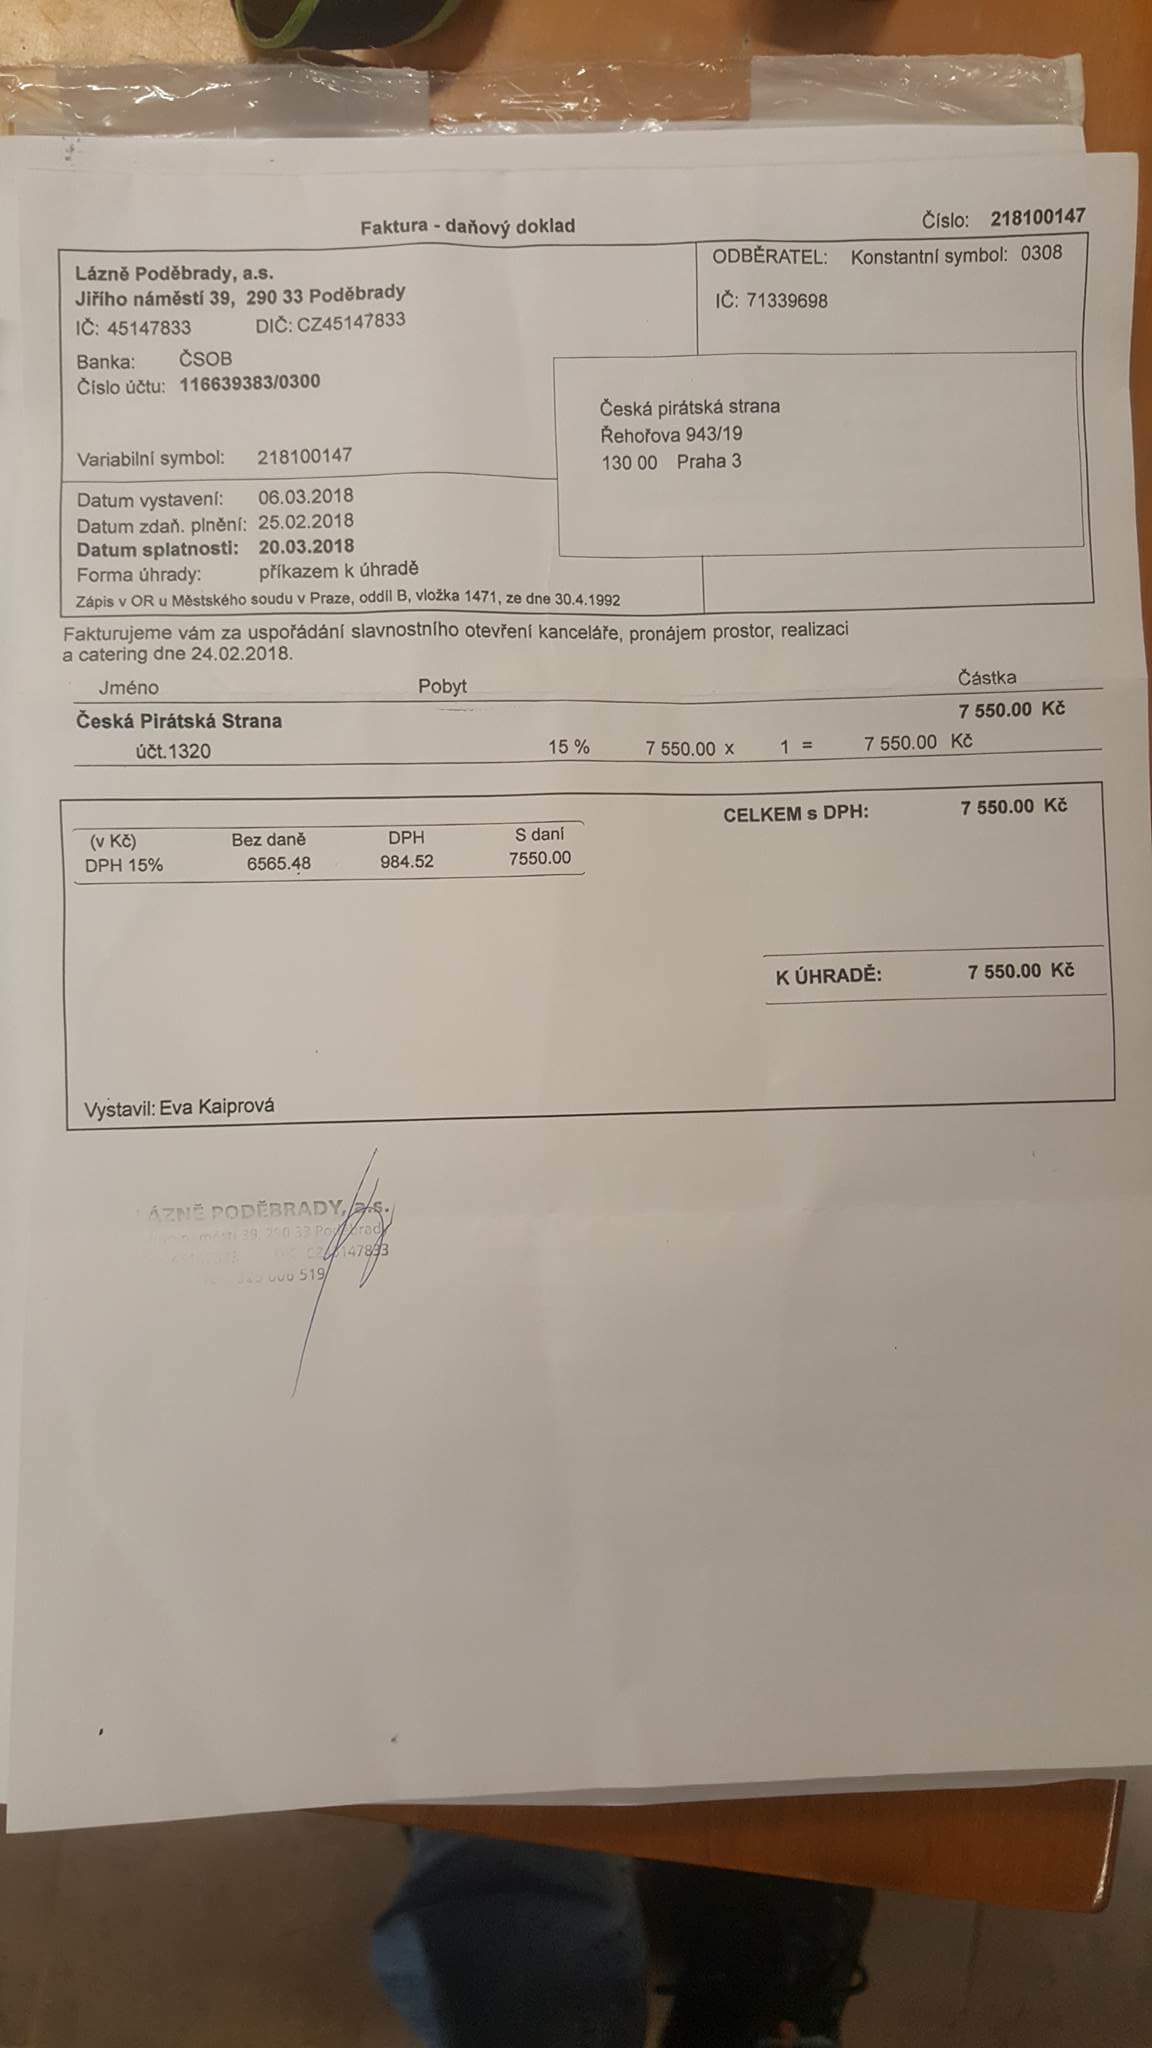 Faktura - daňový doklad
Číslo: 218100147
Lázně Poděbrady, a.s.
Jiřího náměstí 39, 290 33 Poděbrady
IČ: 45147833 DIČ: CZ45147833
Banka: ČSOB
Číslo účtu: 116639383/0300
Variabilní symbol: 218100147
ODBĚRATEL: Konstantní symbol: 0308
IČ: 71339698
Česká pirátská strana
Řehořova 943/19
130 00 Praha 3
Datum vystavení: 06.03.2018
Datum zdaň. plnění: 25.02.2018
Datum splatnosti: 20.03.2018
Forma úhrady: příkazem k úhradě
Zápis v OR u Městského soudu v Praze, oddíl B, vložka 1471, ze dne 30.4.1992
Fakturujeme vám za uspořádání slavnostního otevření kanceláře, pronájem prostor, realizaci
a catering dne 24.02.2018.
Jméno Pobyt Částka
Česká Pirátská Strana 7 550.00 Kč
účt.1320 15 % 7 550.00 x 1 = 7 550.00 Kč
CELKEM s DPH: 7 550.00 Kč
(v Kč) Bez daně DPH S daní
DPH 15% 6565.48 984.52 7550.00
K ÚHRADĚ: 7 550.00 Kč
Vystavil: Eva Kaiprová
LÁZNĚ PODĚBRADY, a.s.
39, 290 33 Poděbrady
CZ45147833
519